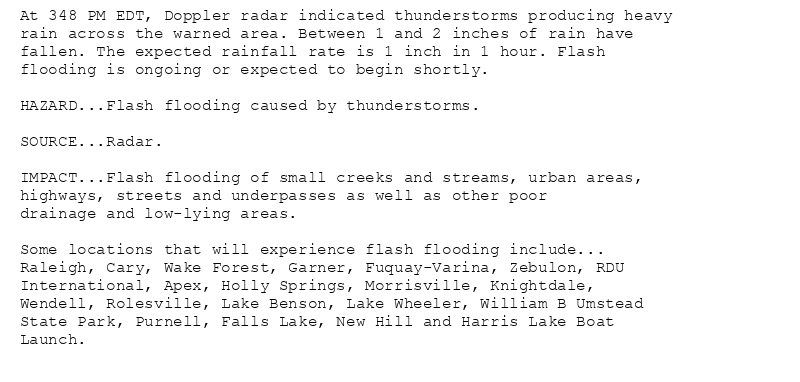 At 348 PM EDT, Doppler radar indicated thunderstorms producing heavy
rain across the warned area. Between 1 and 2 inches of rain have
fallen. The expected rainfall rate is 1 inch in 1 hour. Flash
flooding is ongoing or expected to begin shortly.
HAZARD...Flash flooding caused by thunderstorms.
SOURCE...Radar.
IMPACT...Flash flooding of small creeks and streams, urban areas,
highways, streets and underpasses as well as other poor
drainage and low-lying areas.
Some locations that will experience flash flooding include...
Raleigh, Cary, Wake Forest, Garner, Fuquay-Varina, Zebulon, RDU
International, Apex, Holly Springs, Morrisville, Knightdale,
Wendell, Rolesville, Lake Benson, Lake Wheeler, William B Umstead
State Park, Purnell, Falls Lake, New Hill and Harris Lake Boat
Launch.